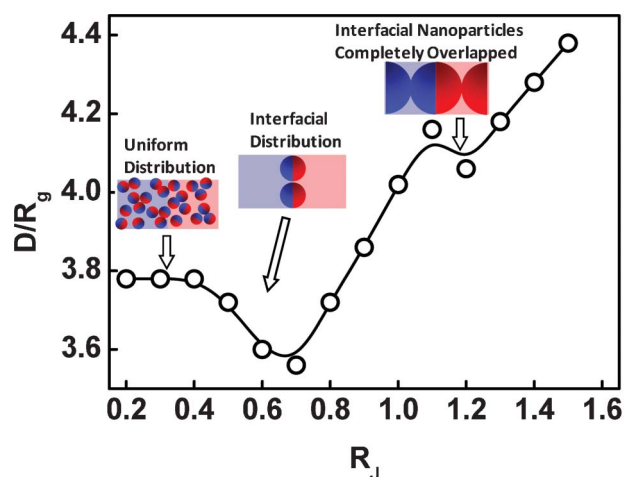 Interfacial Nanoparticles
Completely Overlapped
Interfacial
Distribution
Uniform
Distribution
4.4
4.2
4.0
3.8
3.6
D/Rg
0.2 0.4 0.6 0.8 1.0 1.2 1.4 1.6